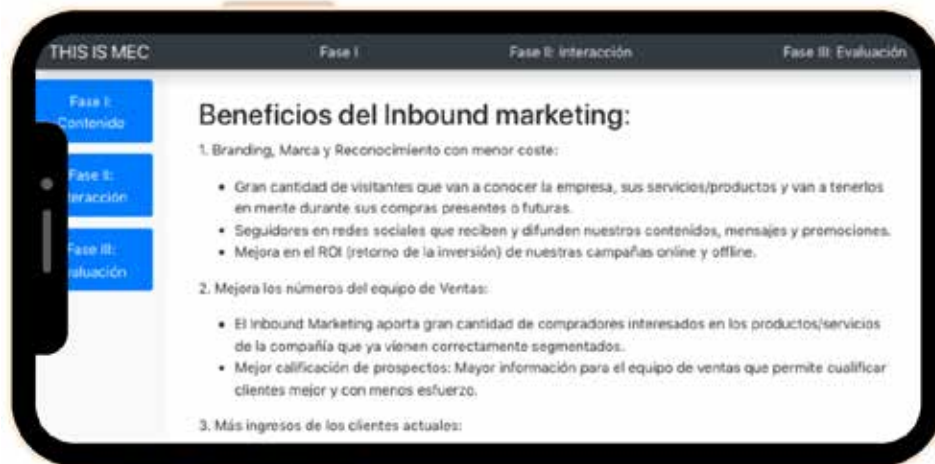 THIS IS MEC
Fase I
Fase II: Interacción
Fase III: Evaluación
Fase I:
Contenido
Fase II:
teracción
Fase III:
aluación
Beneficios del Inbound marketing:
1. Branding, Marca y Reconocimiento con menor coste:
• Gran cantidad de visitantes que van a conocer la empresa, sus servicios/productos y van a tenerlos
en mente durante sus compras presentes o futuras.
• Seguidores en redes sociales que reciben y difunden nuestros contenidos, mensajes y promociones.
• Mejora en el ROI (retorno de la inversión) de nuestras campañas online y offline.
2. Mejora los números del equipo de Ventas:
• El Inbound Marketing aporta gran cantidad de compradores interesados en los productos/servicios
de la compañía que ya vienen correctamente segmentados.
• Mejor calificación de prospectos: Mayor información para el equipo de ventas que permite cualificar
clientes mejor y con menos esfuerzo.
3. Más ingresos de los clientes actuales: